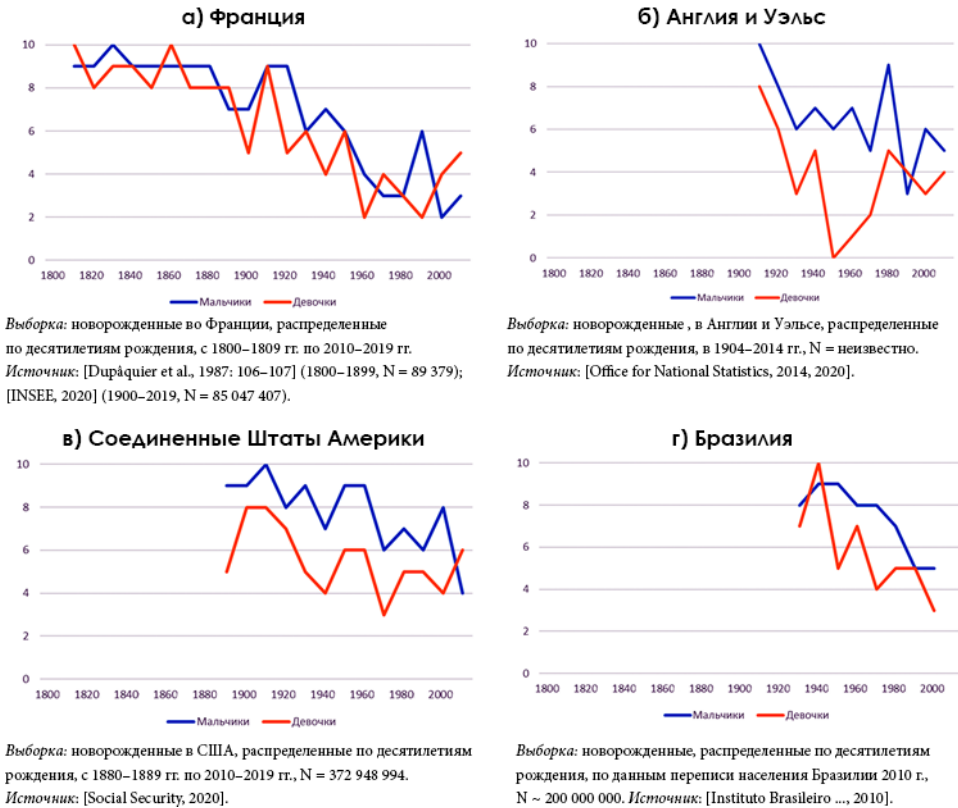 а) Франция
10
8
6
4
2
0
1800 1820 1840 1860 1880 1900 1920 1940 1960 1980 2000
Мальчики Девочки
Выборка: новорожденные во Франции, распределенные
по десятилетиям рождения, с 1800–1809 гг. по 2010–2019 гг.
Источник: [Dupâquier et al., 1987: 106–107] (1800–1899, N = 89 379);
[INSEE, 2020] (1900–2019, N = 85 047 407).
б) Англия и Уэльс
10
8
6
4
2
0
1800 1820 1840 1860 1880 1900 1920 1940 1960 1980 2000
Мальчики Девочки
Выборка: новорожденные , в Англии и Уэльсе, распределенные
по десятилетиям рождения, в 1904–2014 гг., N = неизвестно.
Источник: [Office for National Statistics, 2014, 2020].
в) Соединенные Штаты Америки
10
8
6
4
2
0
1800 1820 1840 1860 1880 1900 1920 1940 1960 1980 2000
Мальчики Девочки
Выборка: новорожденные в США, распределенные по десятилетиям
рождения, с 1880–1889 гг. по 2010–2019 гг., N = 372 948 994.
Источник: [Social Security, 2020].
г) Бразилия
10
8
6
4
2
0
1800 1820 1840 1860 1880 1900 1920 1940 1960 1980 2000
Мальчики Девочки
Выборка: новорожденные, распределенные по десятилетиям
рождения, по данным переписи населения Бразилии 2010 г.,
N ~ 200 000 000. Источник: [Instituto Brasileiro ..., 2010].